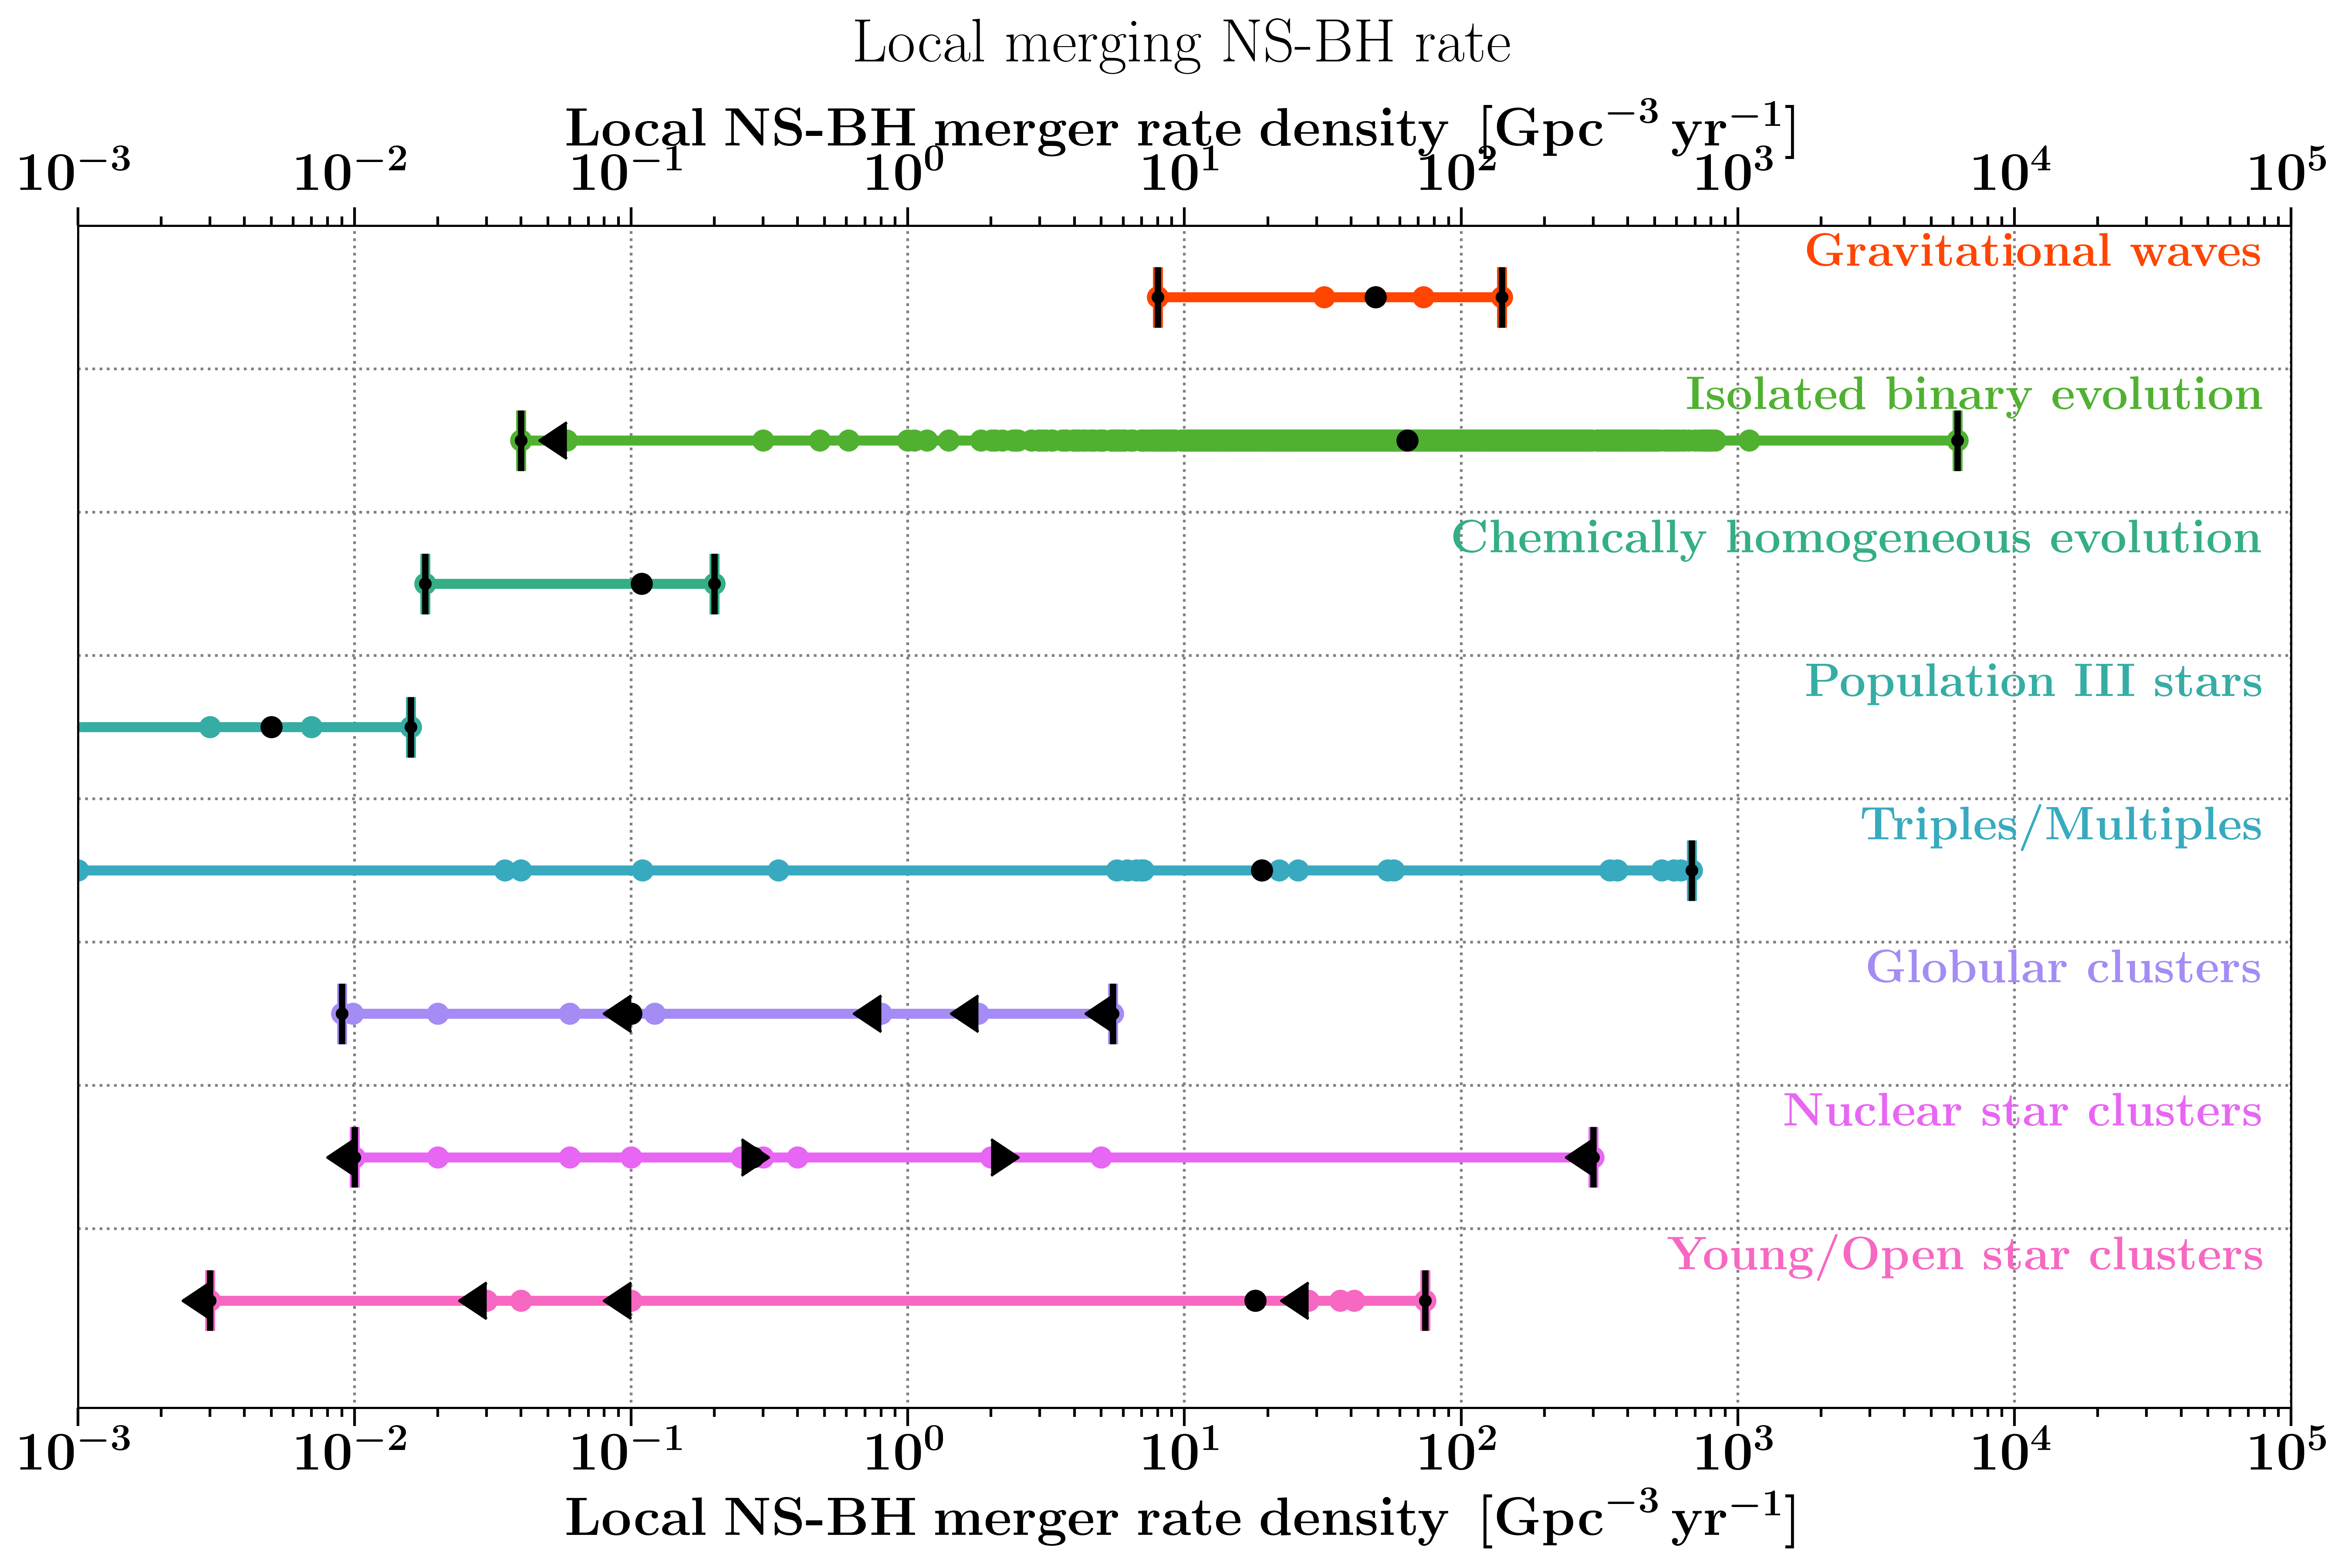 Local merging NS-BH rate
Local NS-BH merger rate density [Gpc⁻³ yr⁻¹]
10⁻³ 10⁻² 10⁻¹ 10⁰ 10¹ 10² 10³ 10⁴ 10⁵
Gravitational waves
Isolated binary evolution
Chemically homogeneous evolution
Population III stars
Triples/Multiples
Globular clusters
Nuclear star clusters
Young/Open star clusters
10⁻³ 10⁻² 10⁻¹ 10⁰ 10¹ 10² 10³ 10⁴ 10⁵
Local NS-BH merger rate density [Gpc⁻³ yr⁻¹]